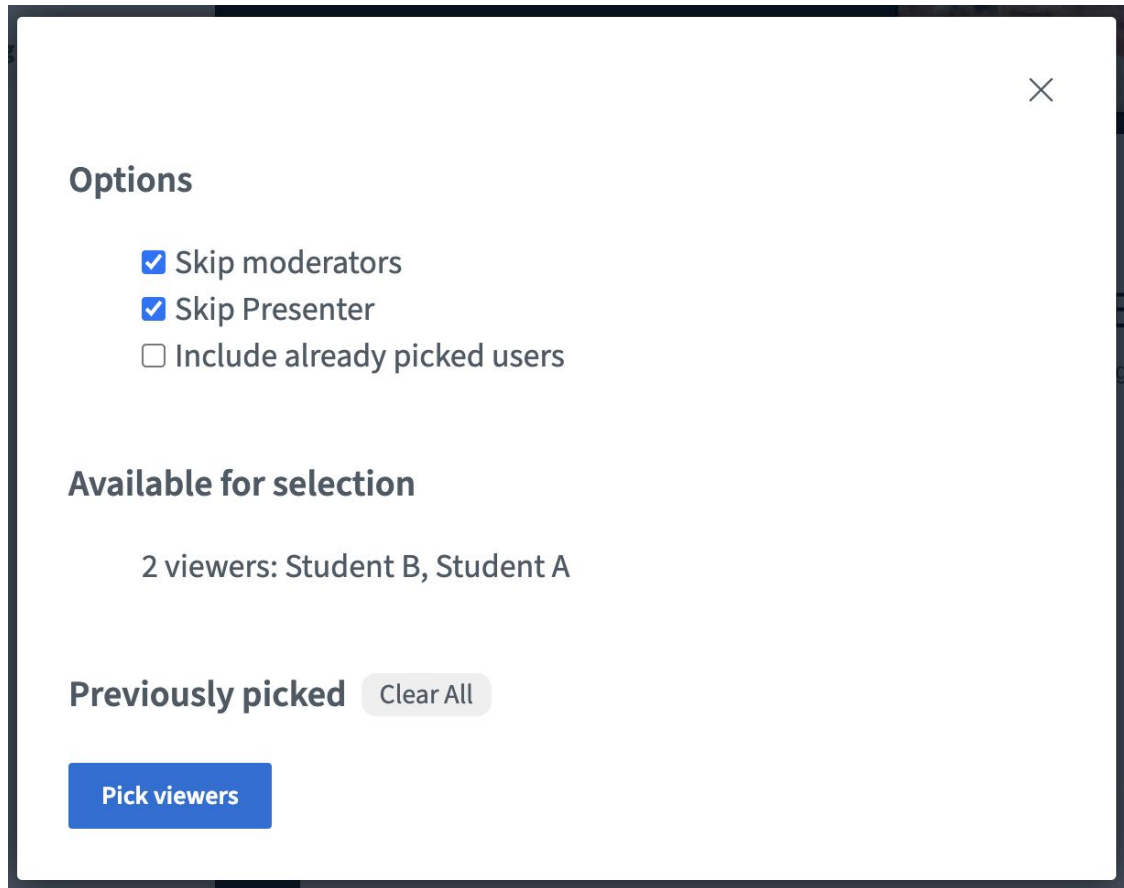 Options
Skip moderators
Skip Presenter
Include already picked users
Available for selection
2 viewers: Student B, Student A
Previously picked Clear All
Pick viewers